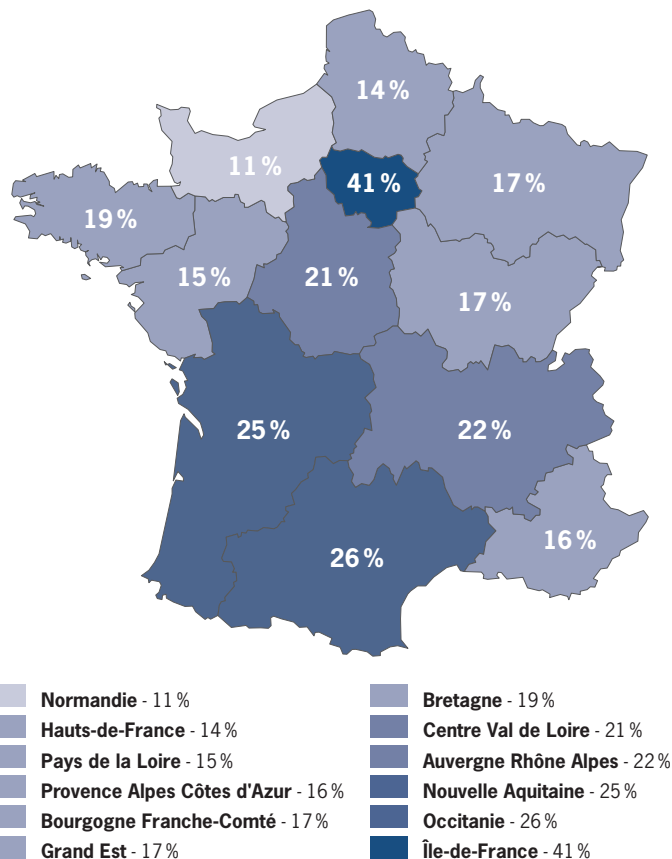 14 %
11 %
41 %
17 %
19 %
15 %
21 %
17 %
25 %
22 %
26 %
16 %
Normandie - 11 %
Hauts-de-France - 14 %
Pays de la Loire - 15 %
Provence Alpes Côtes d'Azur - 16 %
Bourgogne Franche-Comté - 17 %
Grand Est - 17 %
Bretagne - 19 %
Centre Val de Loire - 21 %
Auvergne Rhône Alpes - 22 %
Nouvelle Aquitaine - 25 %
Occitanie - 26 %
Île-de-France - 41 %